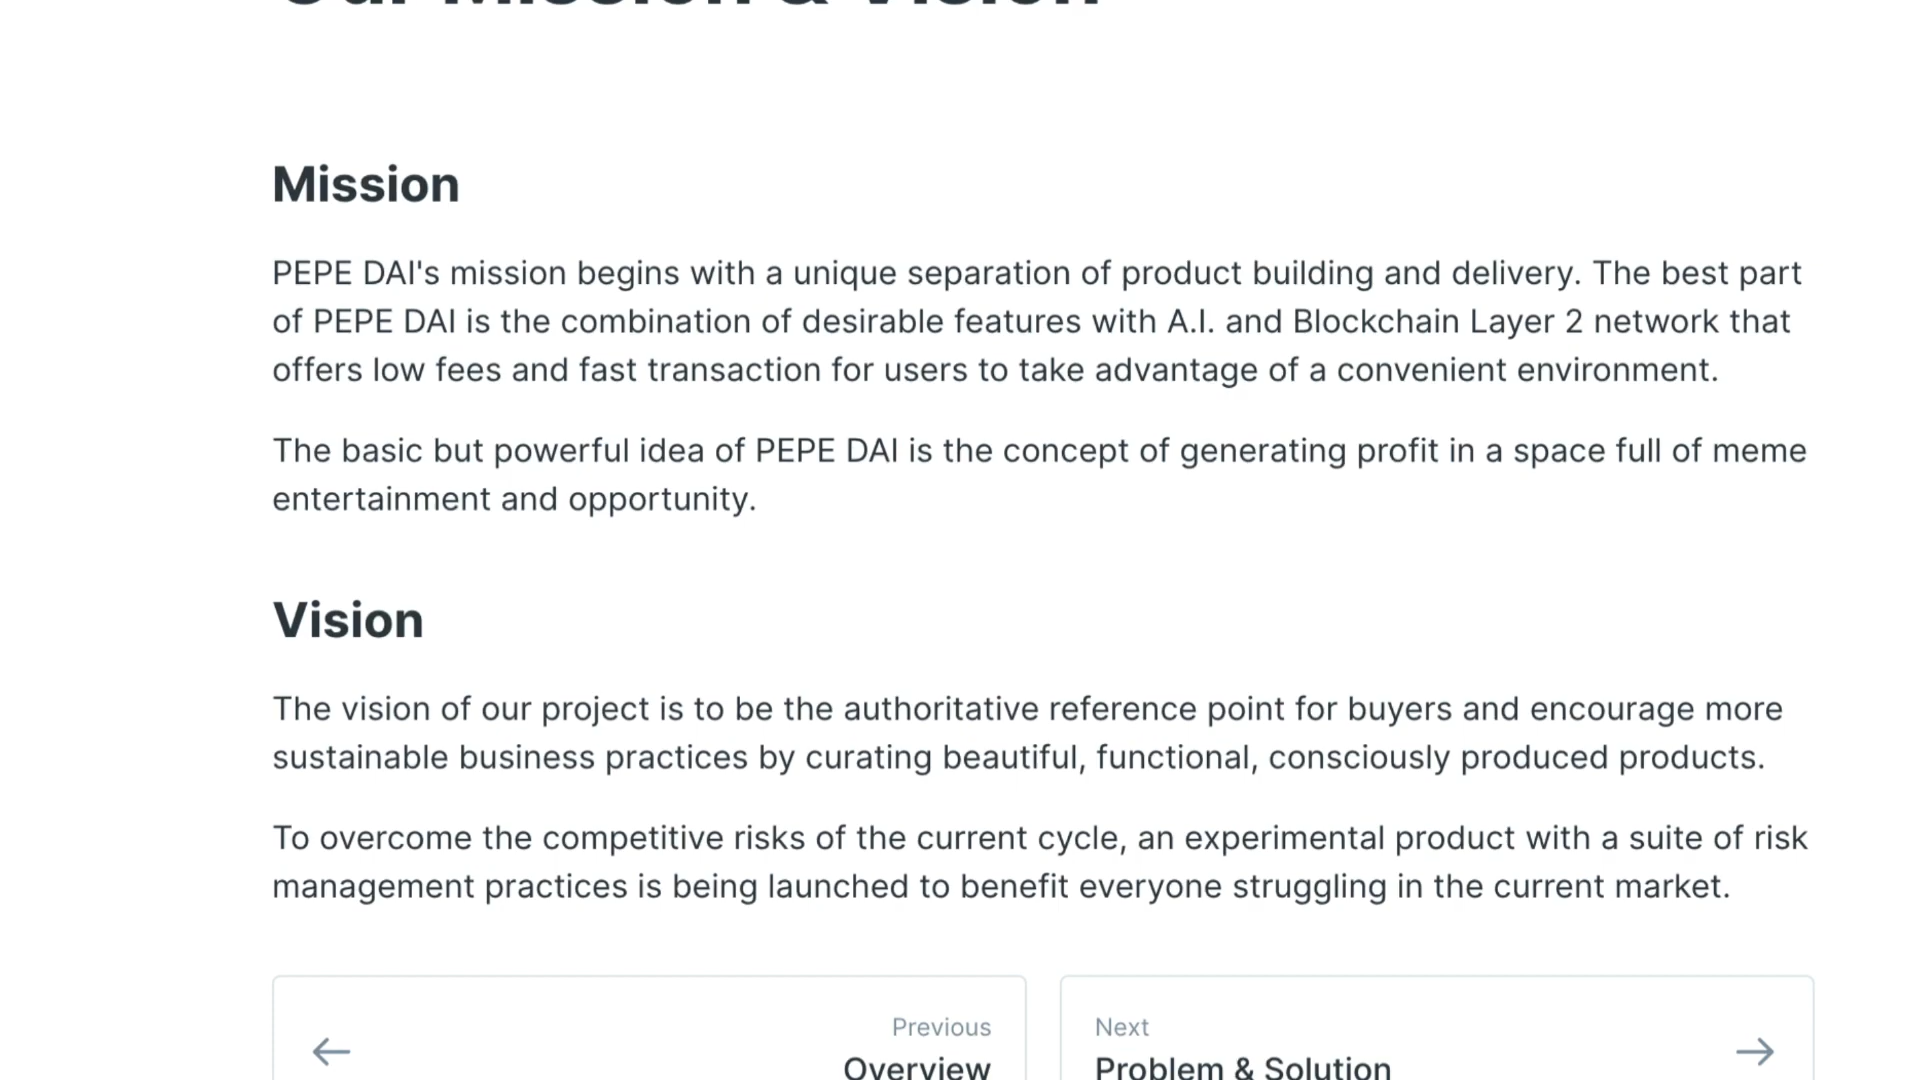 Our Mission & Vision
Mission
PEPE DAI's mission begins with a unique separation of product building and delivery. The best part
of PEPE DAI is the combination of desirable features with A.I. and Blockchain Layer 2 network that
offers low fees and fast transaction for users to take advantage of a convenient environment.
The basic but powerful idea of PEPE DAI is the concept of generating profit in a space full of meme
entertainment and opportunity.
Vision
The vision of our project is to be the authoritative reference point for buyers and encourage more
sustainable business practices by curating beautiful, functional, consciously produced products.
To overcome the competitive risks of the current cycle, an experimental product with a suite of risk
management practices is being launched to benefit everyone struggling in the current market.
Previous
Overview
Next
Problem & Solution